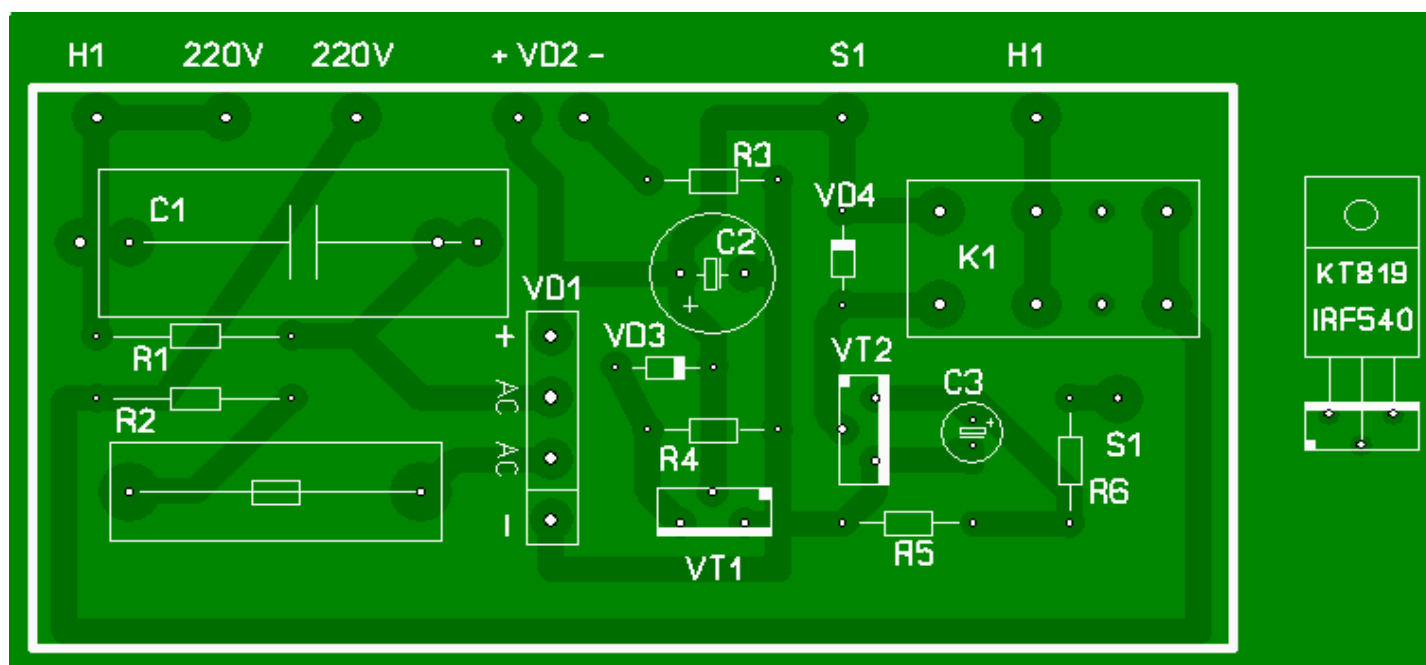 H1 220V 220V + VD2 - S1 H1
R3
VD4
C1
C2
K1
VD1
KT819
IRF540
+
+
VD3
VT2
R1
C3
AC
+
R2
R4
S1
AC
R6
−
R5
VT1